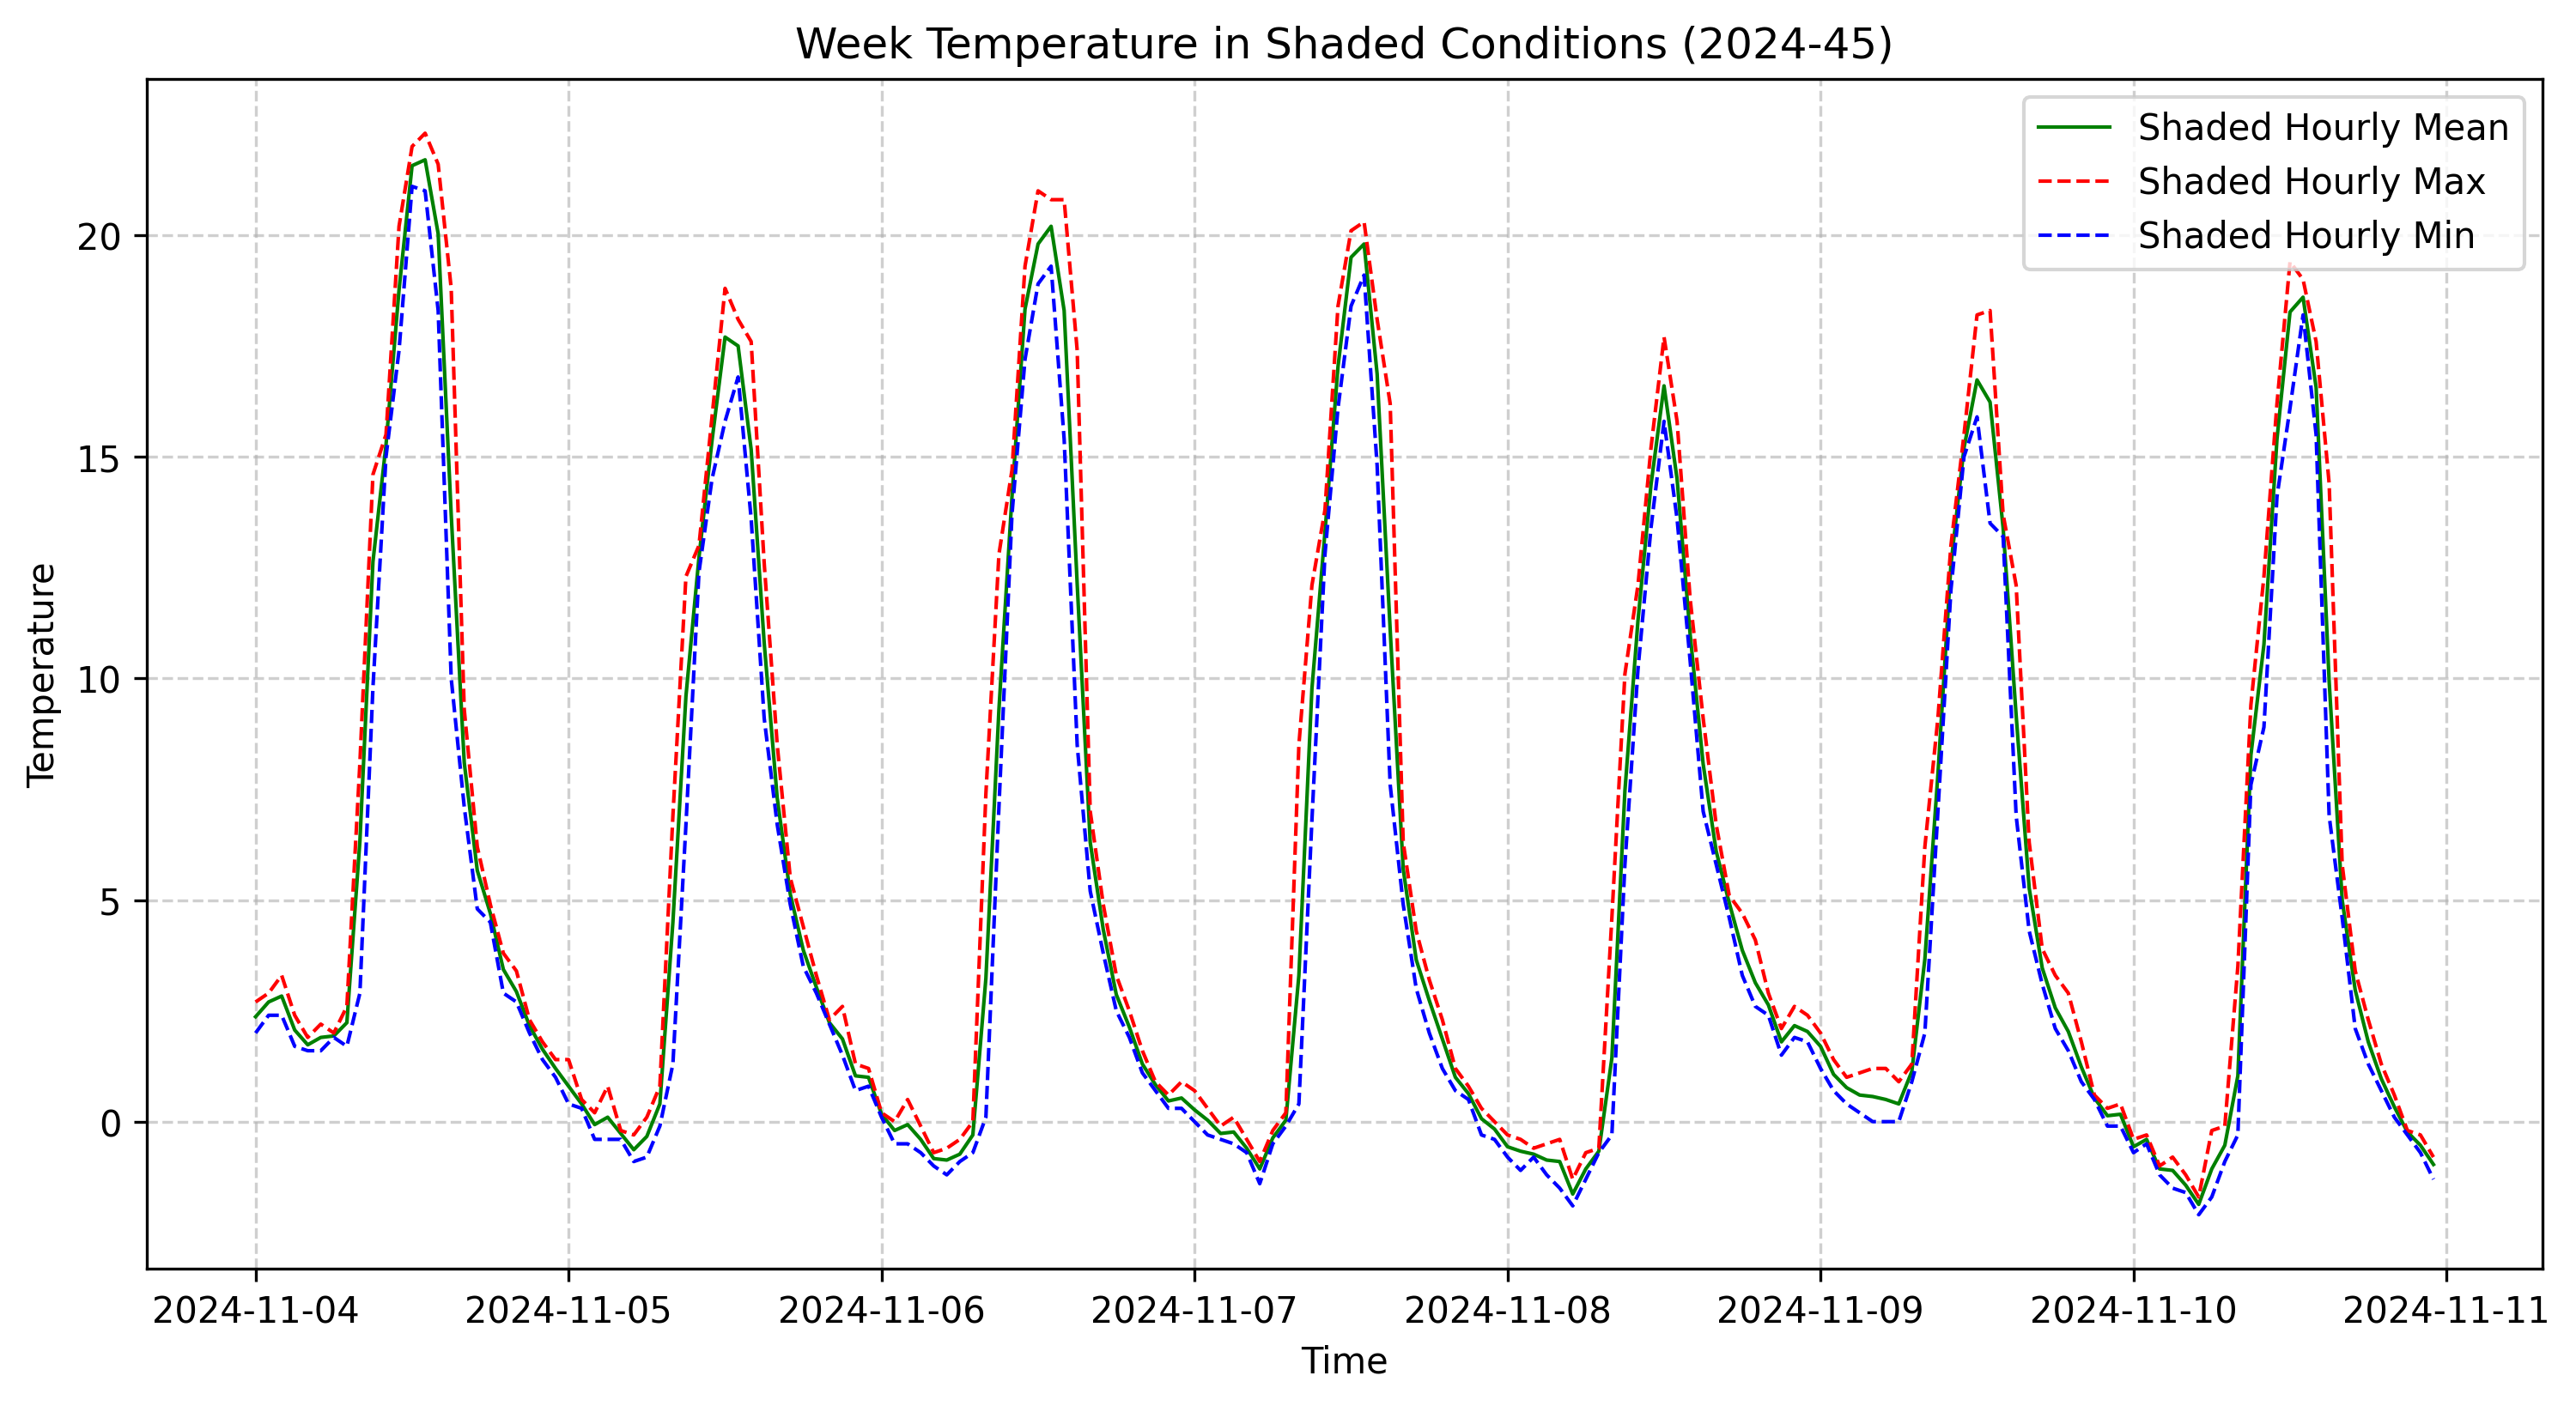 Week Temperature in Shaded Conditions (2024-45)
Shaded Hourly Mean
Shaded Hourly Max
Shaded Hourly Min
Temperature
20
15
10
5
0
2024-11-04 2024-11-05 2024-11-06 2024-11-07 2024-11-08 2024-11-09 2024-11-10 2024-11-11
Time